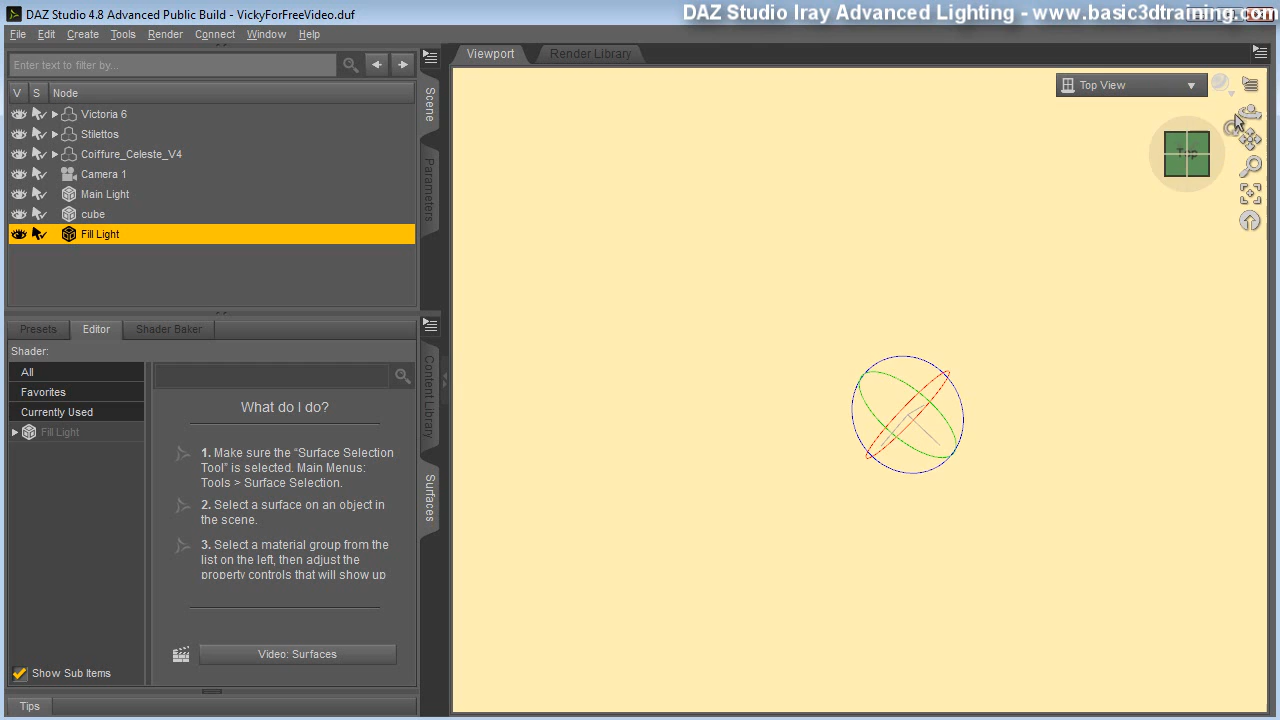 DAZ Studio 4.8 Advanced Public Build - VickyForFreeVideo.duf
DAZ Studio Iray Advanced Lighting - www.basic3dtraining.com
File Edit Create Tools Render Connect Window Help
Enter text to filter by...
V S Node
Victoria 6
Stilettos
Coiffure_Celeste_V4
Camera 1
Main Light
cube
Fill Light
Scene
Parameters
Presets Editor Shader Baker
Shader:
All
Favorites
Currently Used
Fill Light
What do I do?
1. Make sure the "Surface Selection
Tool" is selected. Main Menus:
Tools > Surface Selection.
2. Select a surface on an object in
the scene.
3. Select a material group from the
list on the left, then adjust the
property controls that will show up
Video: Surfaces
Show Sub Items
Tips
Content Library
Surfaces
Viewport Render Library
Top View
Top